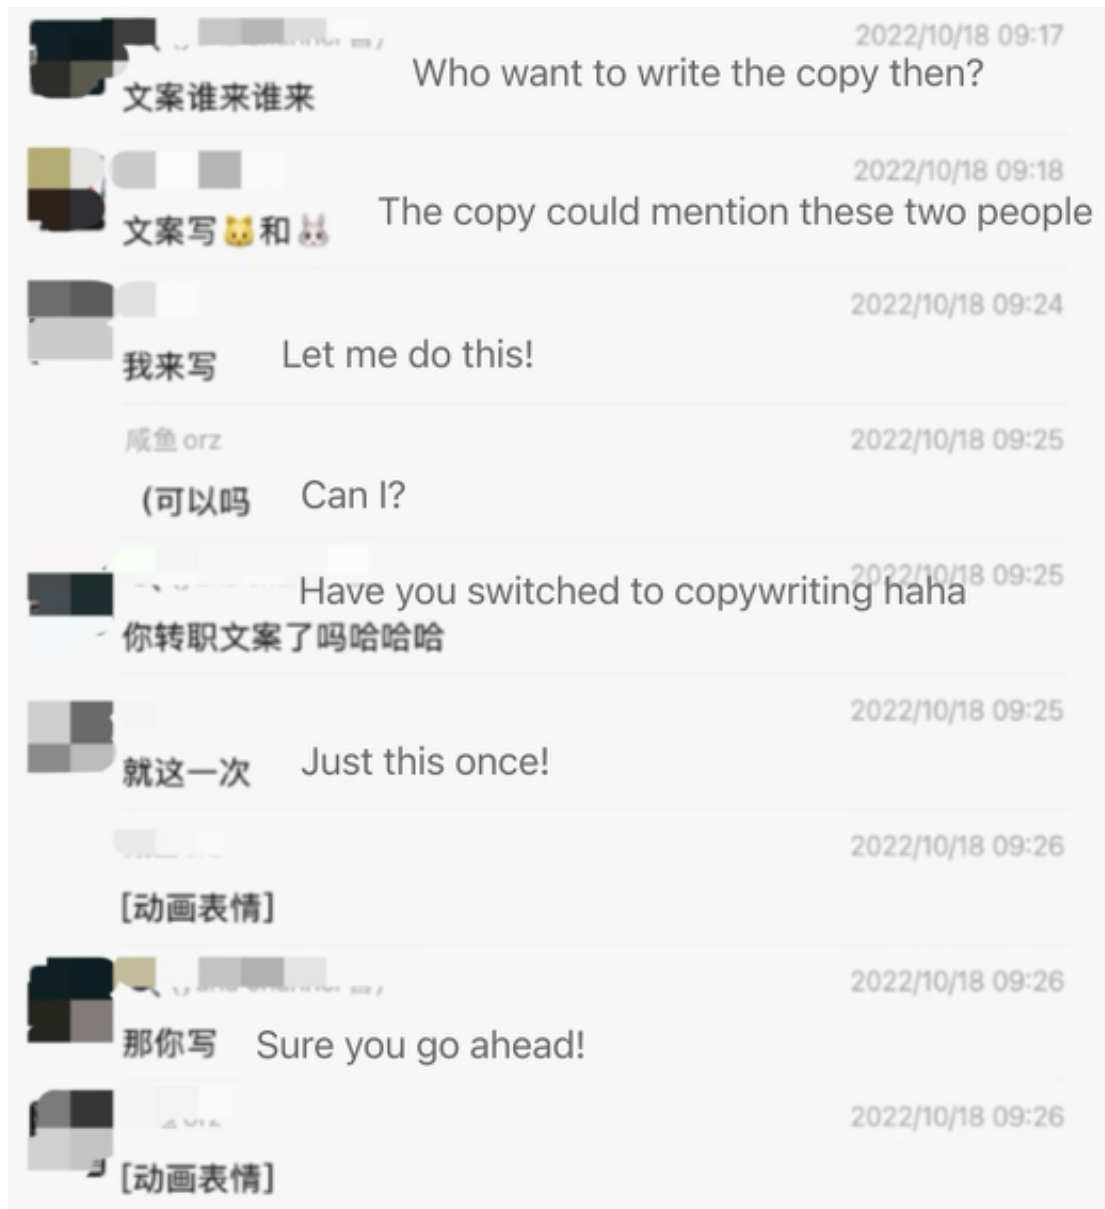 2022/10/18 09:17
Who want to write the copy then?
文案谁来谁来
2022/10/18 09:18
The copy could mention these two people
文案写🐱和🐰
2022/10/18 09:24
Let me do this!
我来写
咸鱼orz 2022/10/18 09:25
(可以吗 Can I?
2022/10/18 09:25
Have you switched to copywriting haha
你转职文案了吗哈哈哈
2022/10/18 09:25
就这一次 Just this once!
2022/10/18 09:26
[动画表情]
2022/10/18 09:26
那你写 Sure you go ahead!
2022/10/18 09:26
[动画表情]